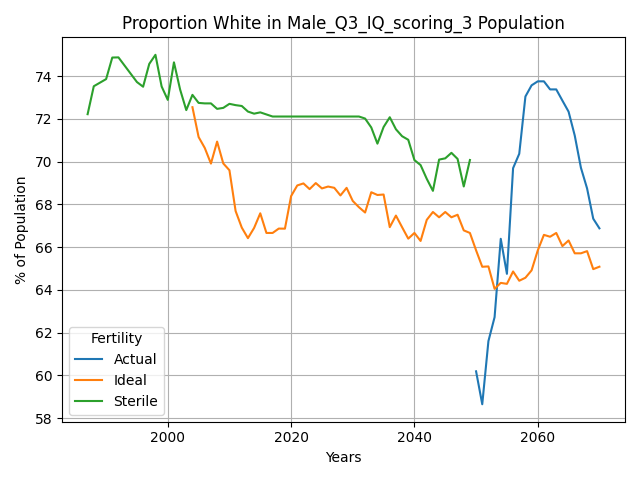 Proportion White in Male_Q3_IQ_scoring_3 Population
% of Population
74
72
70
68
66
64
62
60
58
Fertility
Actual
Ideal
Sterile
2000
2020
2040
2060
Years